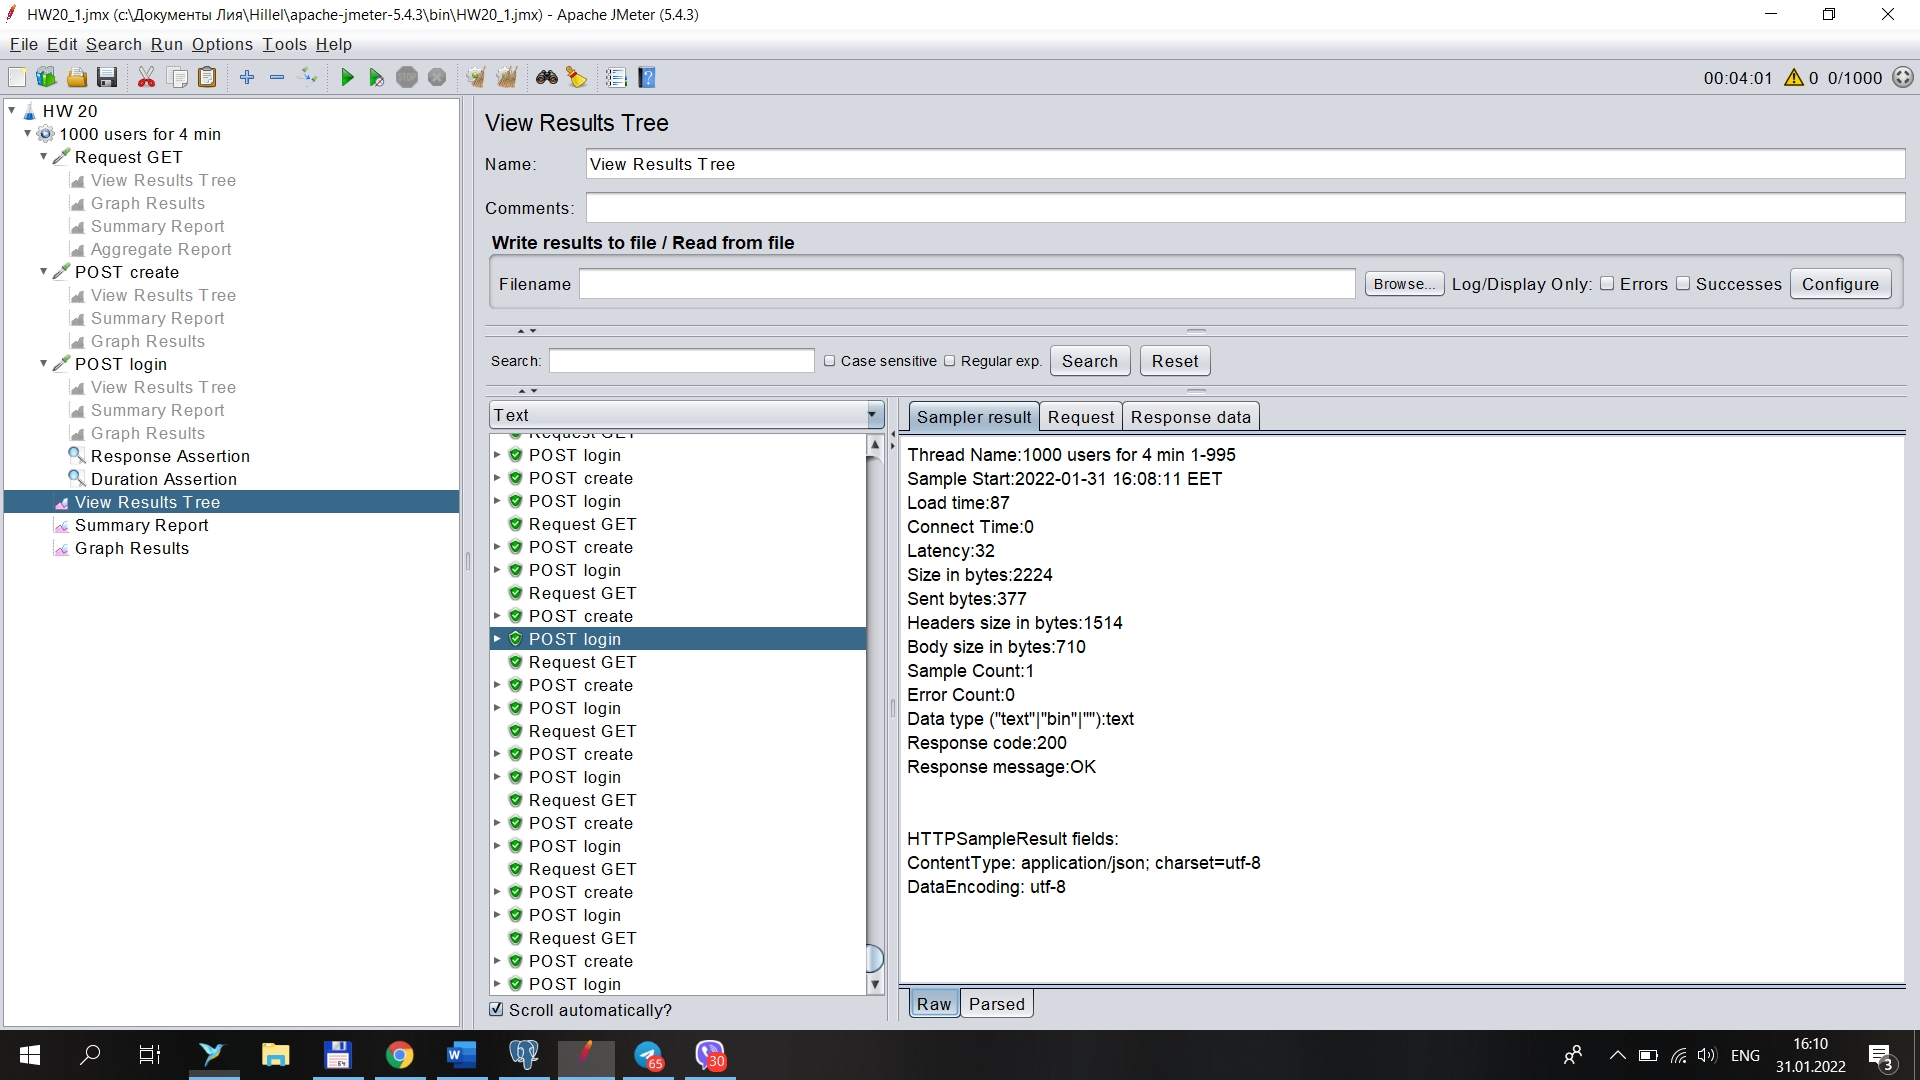 HW20_1.jmx (c:\Документы Лия\Hillel\apache-jmeter-5.4.3\bin\HW20_1.jmx) - Apache JMeter (5.4.3)
File Edit Search Run Options Tools Help
00:04:01 0 0/1000
HW 20
1000 users for 4 min
Request GET
View Results Tree
Graph Results
Summary Report
Aggregate Report
POST create
View Results Tree
Summary Report
Graph Results
POST login
View Results Tree
Summary Report
Graph Results
Response Assertion
Duration Assertion
View Results Tree
Summary Report
Graph Results
View Results Tree
Name: View Results Tree
Comments:
Write results to file / Read from file
Filename Browse... Log/Display Only: Errors Successes Configure
Search: Case sensitive Regular exp. Search Reset
Text
Request GET
POST login
POST create
POST login
Request GET
POST create
POST login
Request GET
POST create
POST login
Request GET
POST create
POST login
Request GET
POST create
POST login
Request GET
POST create
POST login
Request GET
POST create
POST login
Request GET
POST create
POST login
Scroll automatically?
Sampler result Request Response data
Thread Name:1000 users for 4 min 1-995
Sample Start:2022-01-31 16:08:11 EET
Load time:87
Connect Time:0
Latency:32
Size in bytes:2224
Sent bytes:377
Headers size in bytes:1514
Body size in bytes:710
Sample Count:1
Error Count:0
Data type ("text"|"bin"|""):text
Response code:200
Response message:OK
HTTPSampleResult fields:
ContentType: application/json; charset=utf-8
DataEncoding: utf-8
Raw Parsed
64
65
30
ENG
16:10
31.01.2022
3